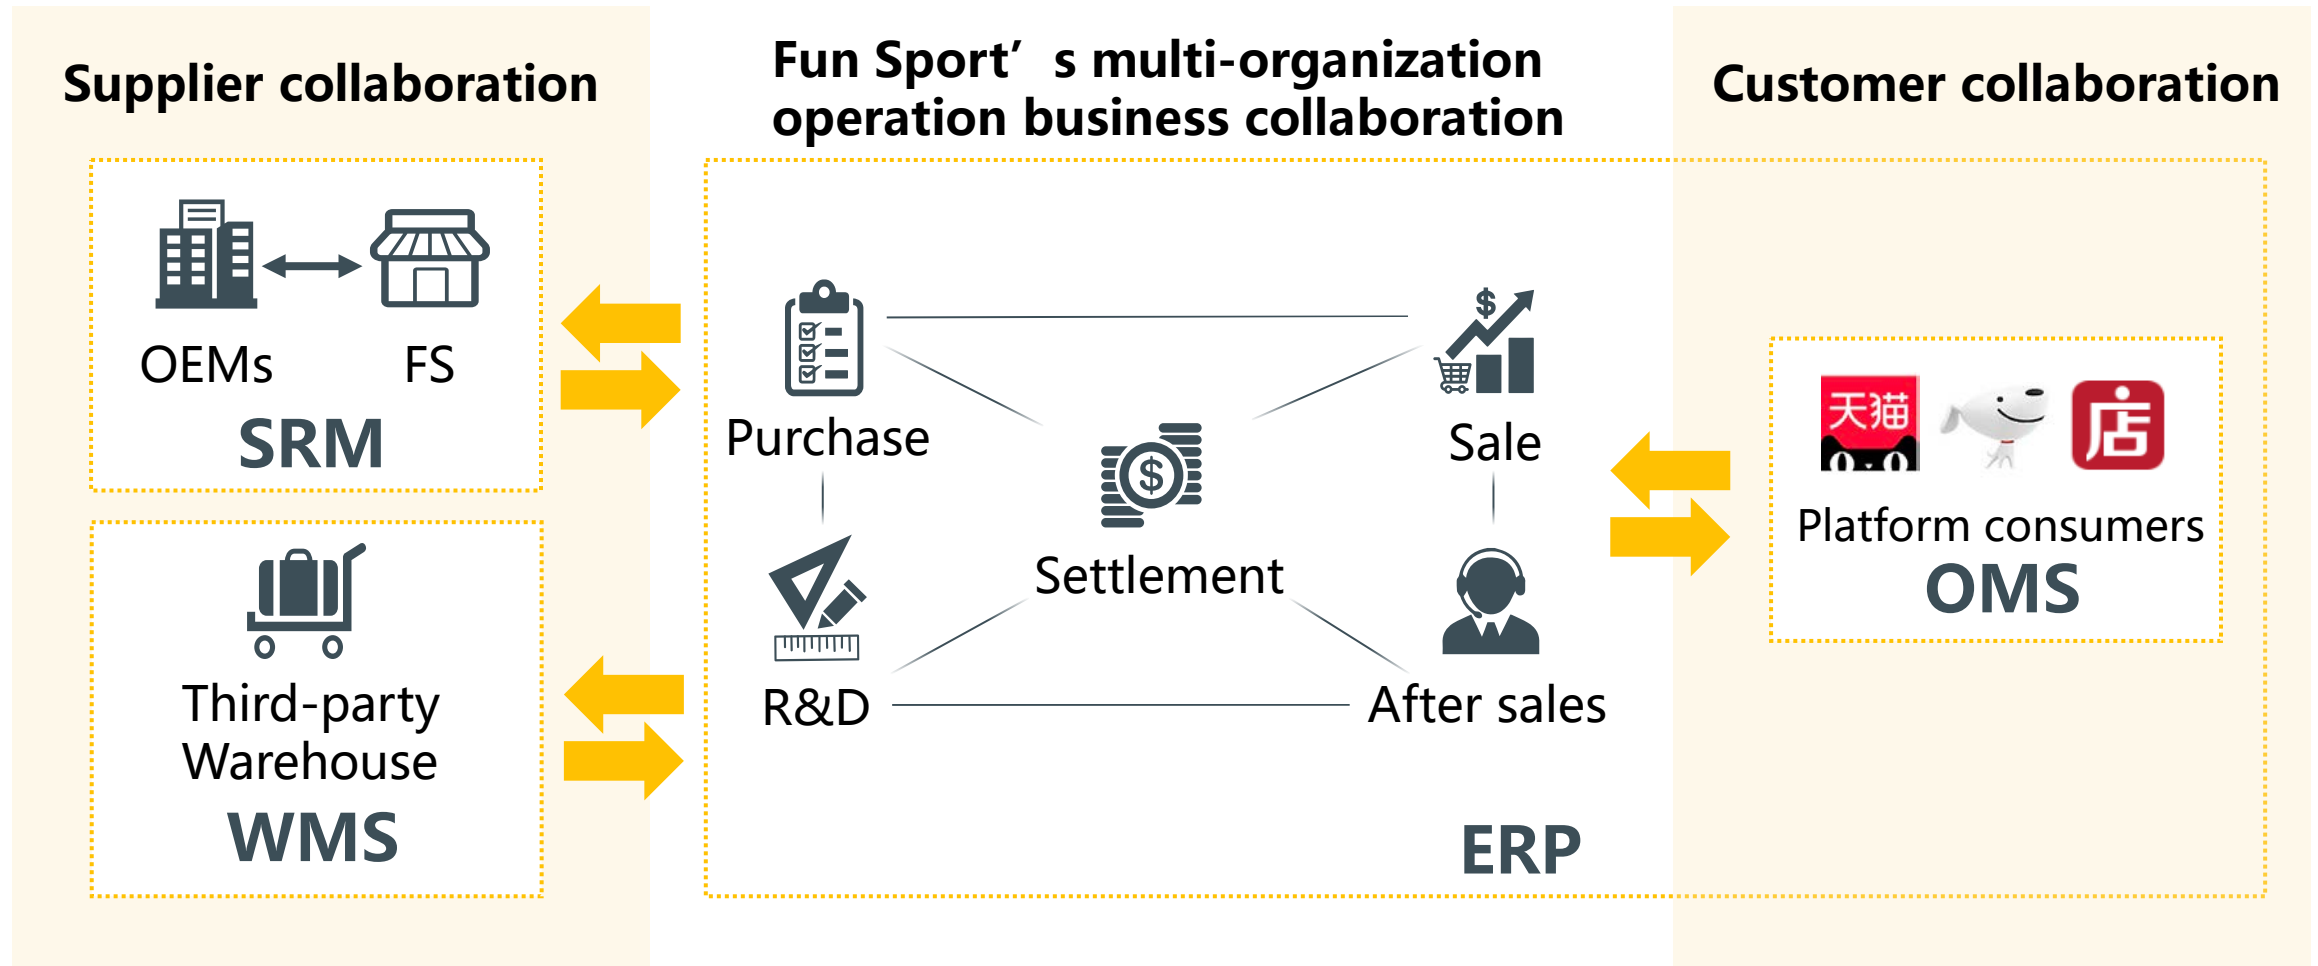 Supplier collaboration
OEMs
FS
SRM
Third-party
Warehouse
WMS
Fun Sport’ s multi-organization
operation business collaboration
$
Purchase
Sale
$
Settlement
R&D
After sales
ERP
Customer collaboration
天猫
店
Platform consumers
OMS